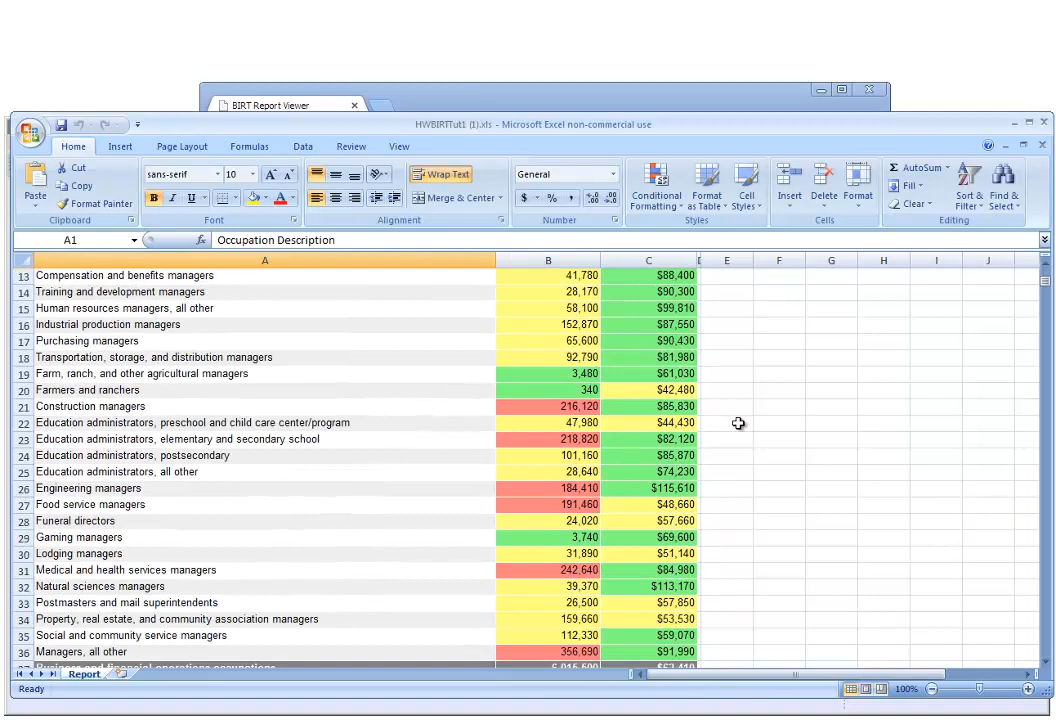 BIRT Report Viewer
HWBIRTTut1 (1).xls - Microsoft Excel non-commercial use
Home Insert Page Layout Formulas Data Review View
Paste Cut Copy Format Painter
sans-serif 10
B I U A
Wrap Text
Merge & Center
General
$ % ,
Conditional Formatting
Format as Table
Cell Styles
Insert Delete Format
Σ AutoSum
Fill
Clear
Sort & Filter
Find & Select
Clipboard Font Alignment Number Styles Cells Editing
A1 fx Occupation Description
A B C D E F G H I J
13 Compensation and benefits managers 41,780 $88,400
14 Training and development managers 28,170 $90,300
15 Human resources managers, all other 58,100 $99,810
16 Industrial production managers 152,870 $87,550
17 Purchasing managers 65,600 $90,430
18 Transportation, storage, and distribution managers 92,790 $81,980
19 Farm, ranch, and other agricultural managers 3,480 $61,030
20 Farmers and ranchers 340 $42,480
21 Construction managers 216,120 $85,830
22 Education administrators, preschool and child care center/program 47,980 $44,430
23 Education administrators, elementary and secondary school 218,820 $82,120
24 Education administrators, postsecondary 101,160 $85,870
25 Education administrators, all other 28,640 $74,230
26 Engineering managers 184,410 $115,610
27 Food service managers 191,460 $48,660
28 Funeral directors 24,020 $57,660
29 Gaming managers 3,740 $69,600
30 Lodging managers 31,890 $51,140
31 Medical and health services managers 242,640 $84,980
32 Natural sciences managers 39,370 $113,170
33 Postmasters and mail superintendents 26,500 $57,850
34 Property, real estate, and community association managers 159,660 $53,530
35 Social and community service managers 112,330 $59,070
36 Managers, all other 356,690 $91,990
37 Business and financial operations occupations
Report
Ready 100%